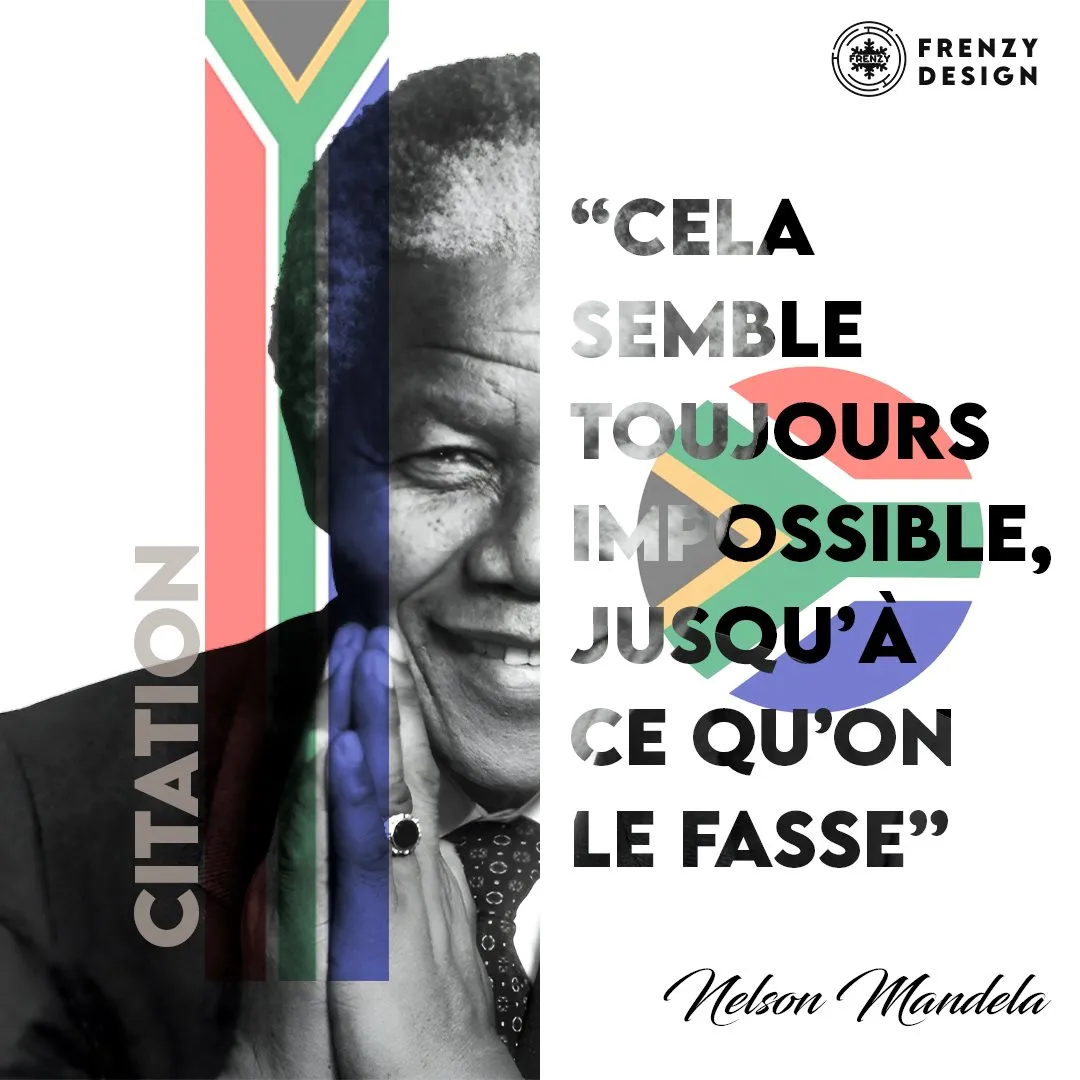 FRENZY
FRENZY
DESIGN
“CELA
SEMBLE
TOUJOURS
IMPOSSIBLE,
JUSQU’À
CE QU’ON
LE FASSE”
CITATION
Nelson Mandela